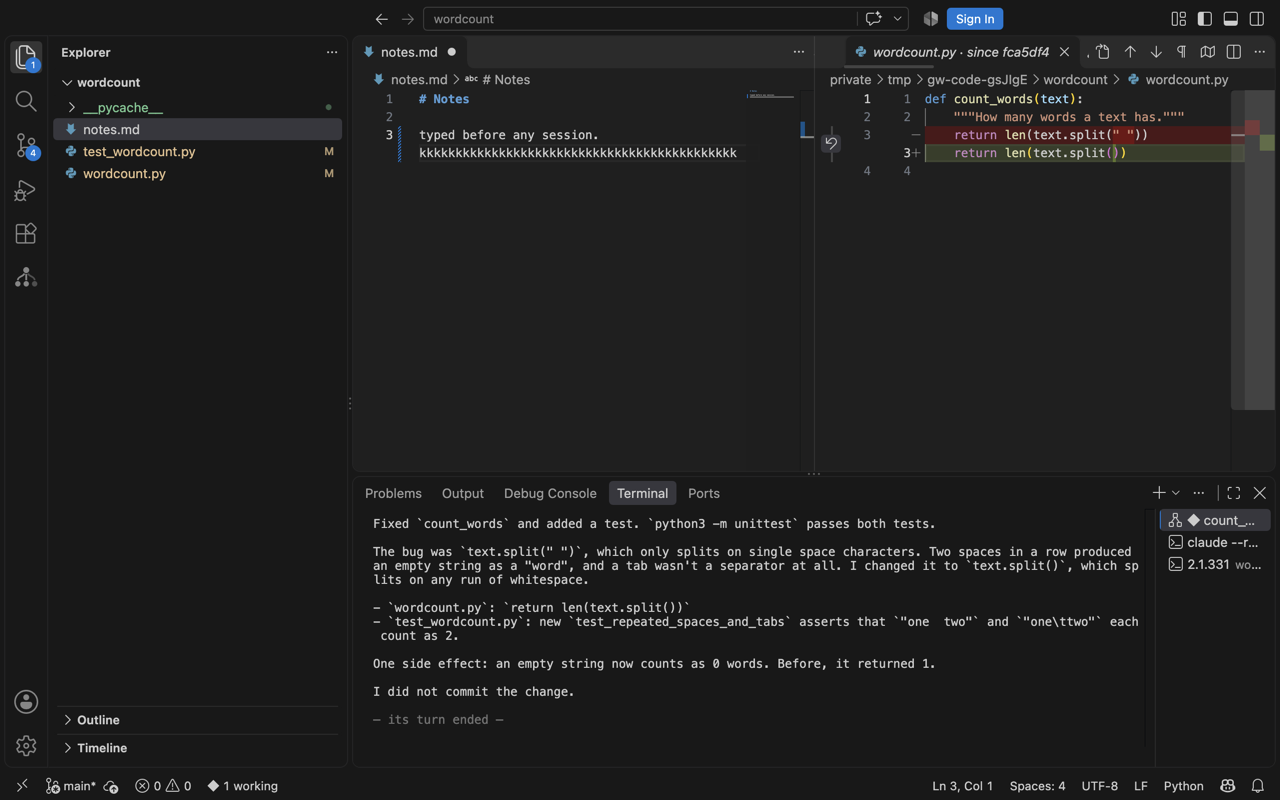 wordcount
Sign In
Explorer
wordcount
__pycache__
notes.md
test_wordcount.py M
wordcount.py M
Outline
Timeline
1
4
notes.md
notes.md > # Notes
1 # Notes
2
3 typed before any session.
wordcount.py · since fca5df4
private > tmp > gw-code-gsJIgE > wordcount > wordcount.py
1 1 def count_words(text):
2 2 """How many words a text has."""
3 − return len(text.split(" "))
3+ return len(text.split())
4 4
Problems Output Debug Console Terminal Ports
Fixed `count_words` and added a test. `python3 -m unittest` passes both tests.
The bug was `text.split(" ")`, which only splits on single space characters. Two spaces in a row produced
an empty string as a "word", and a tab wasn't a separator at all. I changed it to `text.split()`, which sp
lits on any run of whitespace.
- `wordcount.py`: `return len(text.split())`
- `test_wordcount.py`: new `test_repeated_spaces_and_tabs` asserts that `"one  two"` and `"one\ttwo"` each
count as 2.
One side effect: an empty string now counts as 0 words. Before, it returned 1.
I did not commit the change.
— its turn ended —
count_...
claude --r...
2.1.331 wo...
main* 0 0 1 working
Ln 3, Col 1 Spaces: 4 UTF-8 LF Python